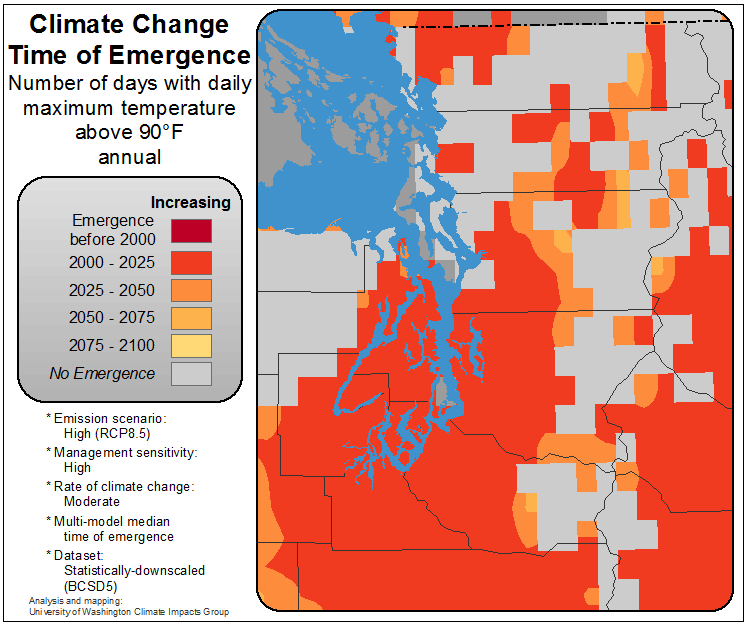 Climate Change
Time of Emergence
Number of days with daily
maximum temperature
above 90°F
annual
Increasing
Emergence
before 2000
2000 - 2025
2025 - 2050
2050 - 2075
2075 - 2100
No Emergence
* Emission scenario:
High (RCP8.5)
* Management sensitivity:
High
* Rate of climate change:
Moderate
* Multi-model median
time of emergence
* Dataset:
Statistically-downscaled
(BCSD5)
Analysis and mapping:
University of Washington Climate Impacts Group